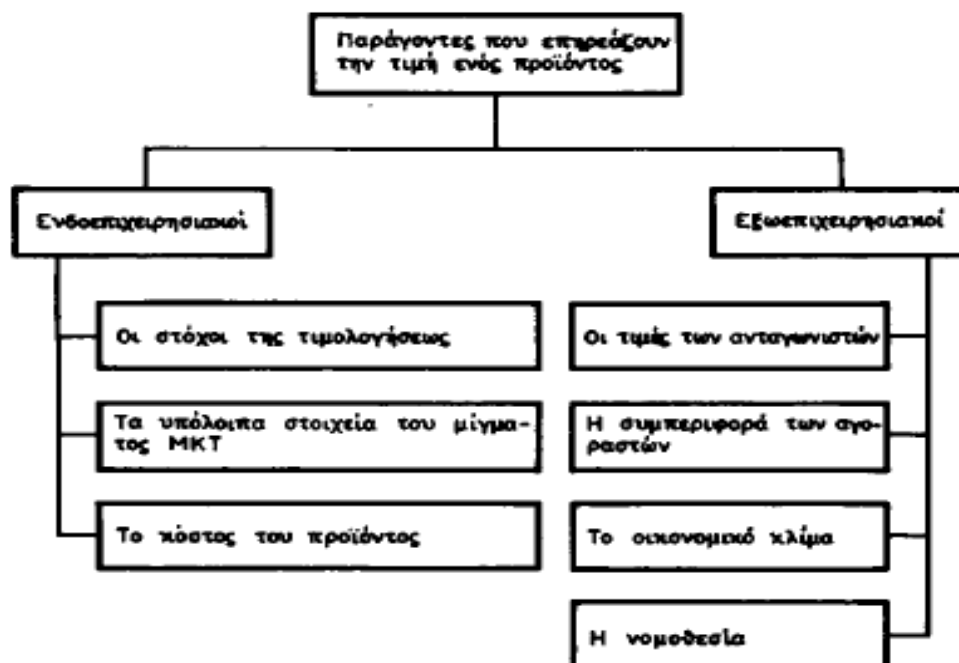 Παράγοντες που επηρεάζουν
την τιμή ενός προϊόντος
Ενδοεπιχειρησιακοί
Εξωεπιχειρησιακοί
Οι στόχοι της τιμολογήσεως
Τα υπόλοιπα στοιχεία του μίγμα-
τος ΜΚΤ
Το κόστος του προϊόντος
Οι τιμές των ανταγωνιστών
Η συμπεριφορά των αγο-
ραστών
Το οικονομικό κλίμα
Η νομοθεσία